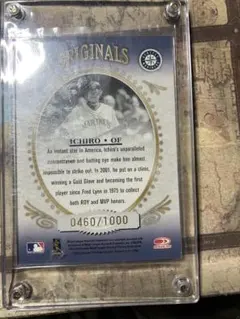 ORIGINALS
ICHIRO • OF
An instant star in America, Ichiro's unparalleled
concentration and batting eye make him almost
impossible to strike out. In 2001, he put on a clinic,
winning a Gold Glove and becoming the first
player since Fred Lynn in 1975 to collect
both ROY and MVP honors.
0460/1000